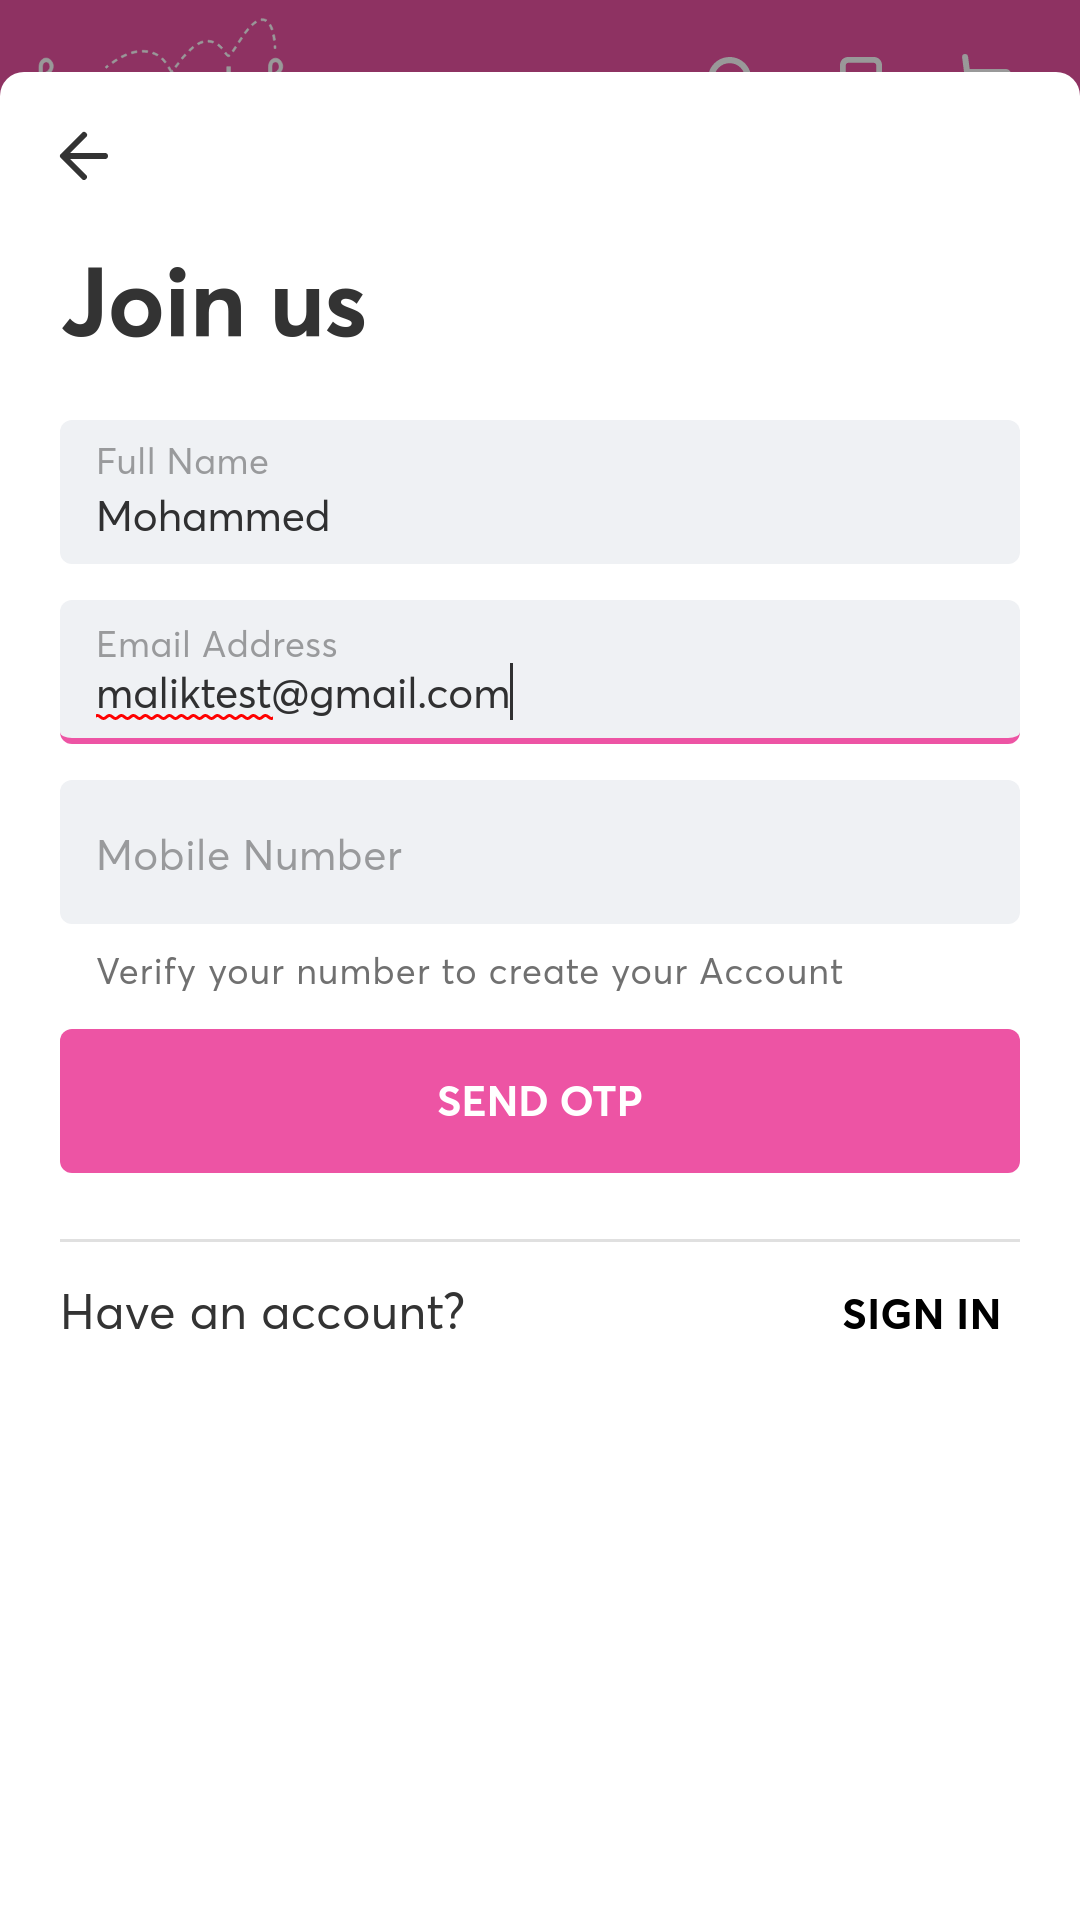 Join us
Full Name
Mohammed
Email Address
maliktest@gmail.com
Mobile Number
Verify your number to create your Account
SEND OTP
Have an account?
SIGN IN